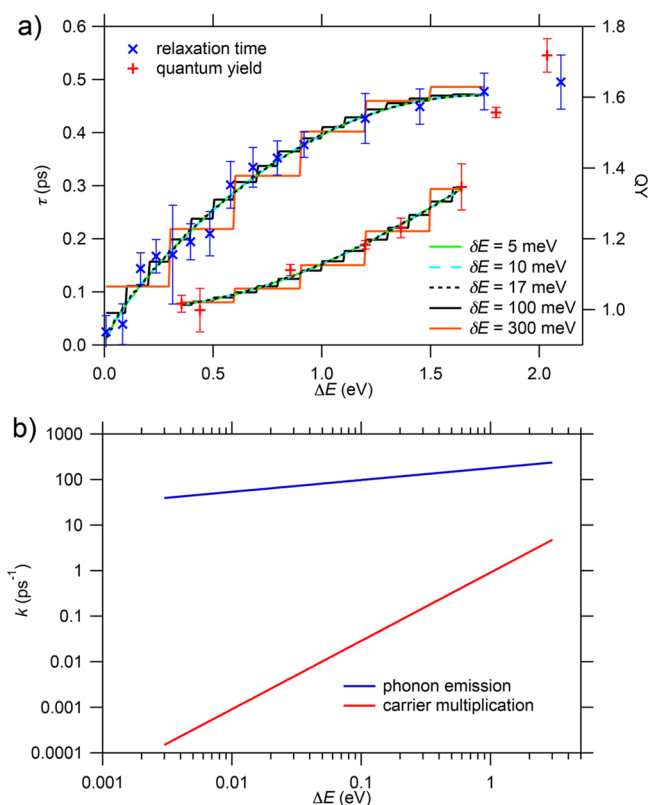 a)
relaxation time
quantum yield
0.6
0.5
0.4
0.3
0.2
0.1
0.0
τ (ps)
1.8
1.6
1.4
1.2
1.0
QY
δE = 5 meV
δE = 10 meV
δE = 17 meV
δE = 100 meV
δE = 300 meV
0.0 0.5 1.0 1.5 2.0
ΔE (eV)
b)
1000
100
10
1
0.1
0.01
0.001
0.0001
k (ps⁻¹)
phonon emission
carrier multiplication
0.001 0.01 0.1 1
ΔE (eV)